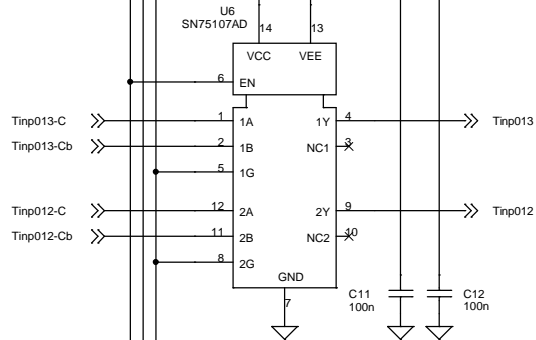 U6
SN75107AD
14 13
VCC VEE
6 EN
Tinp013-C 1 1A 1Y 4 Tinp013
Tinp013-Cb 2 1B NC1 3
5 1G
Tinp012-C 12 2A 2Y 9 Tinp012
Tinp012-Cb 11 2B NC2 10
8 2G
GND
7
C11 C12
100n 100n